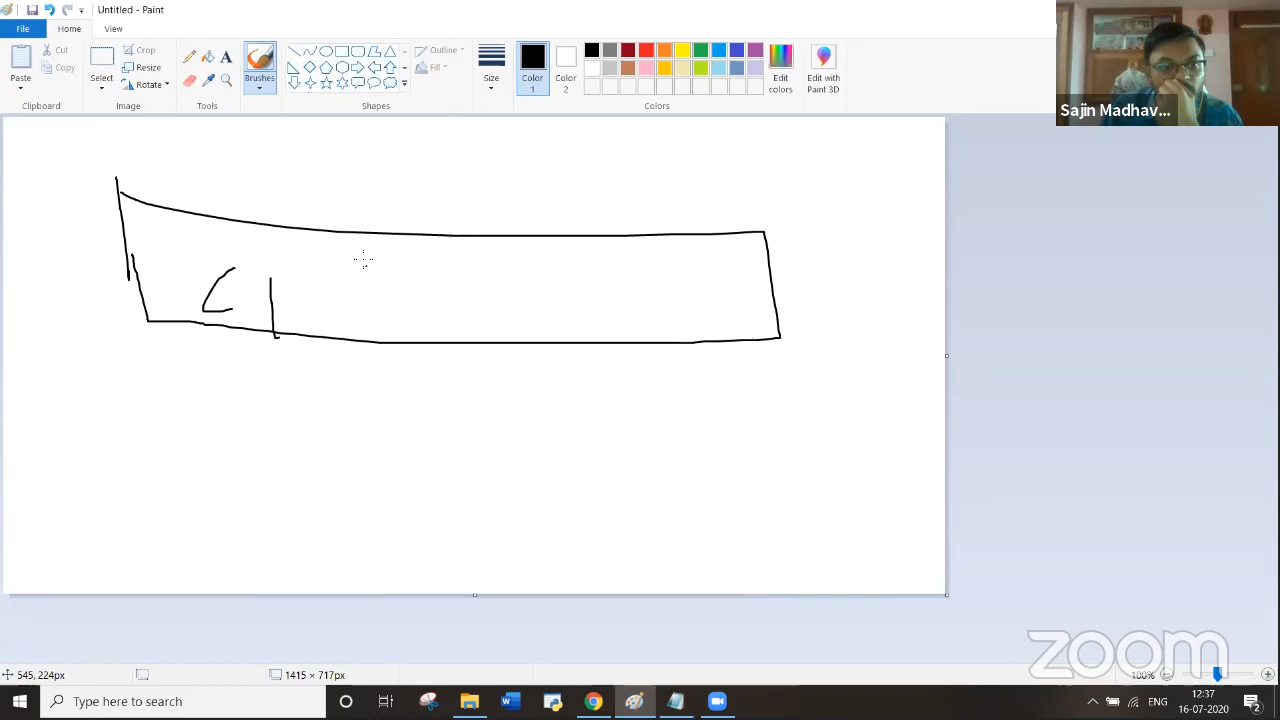 Untitled - Paint
File Home View
Paste
Cut
Copy
Clipboard
Select
Crop
Resize
Rotate
Image
Tools
Brushes
Outline
Fill
Shapes
Size
Color 1
Color 2
Edit colors
Colors
Edit with Paint 3D
Sajin Madhav...
C1
zoom
545, 224px
1415 × 717px
100%
Type here to search
ENG
12:37
16-07-2020
2